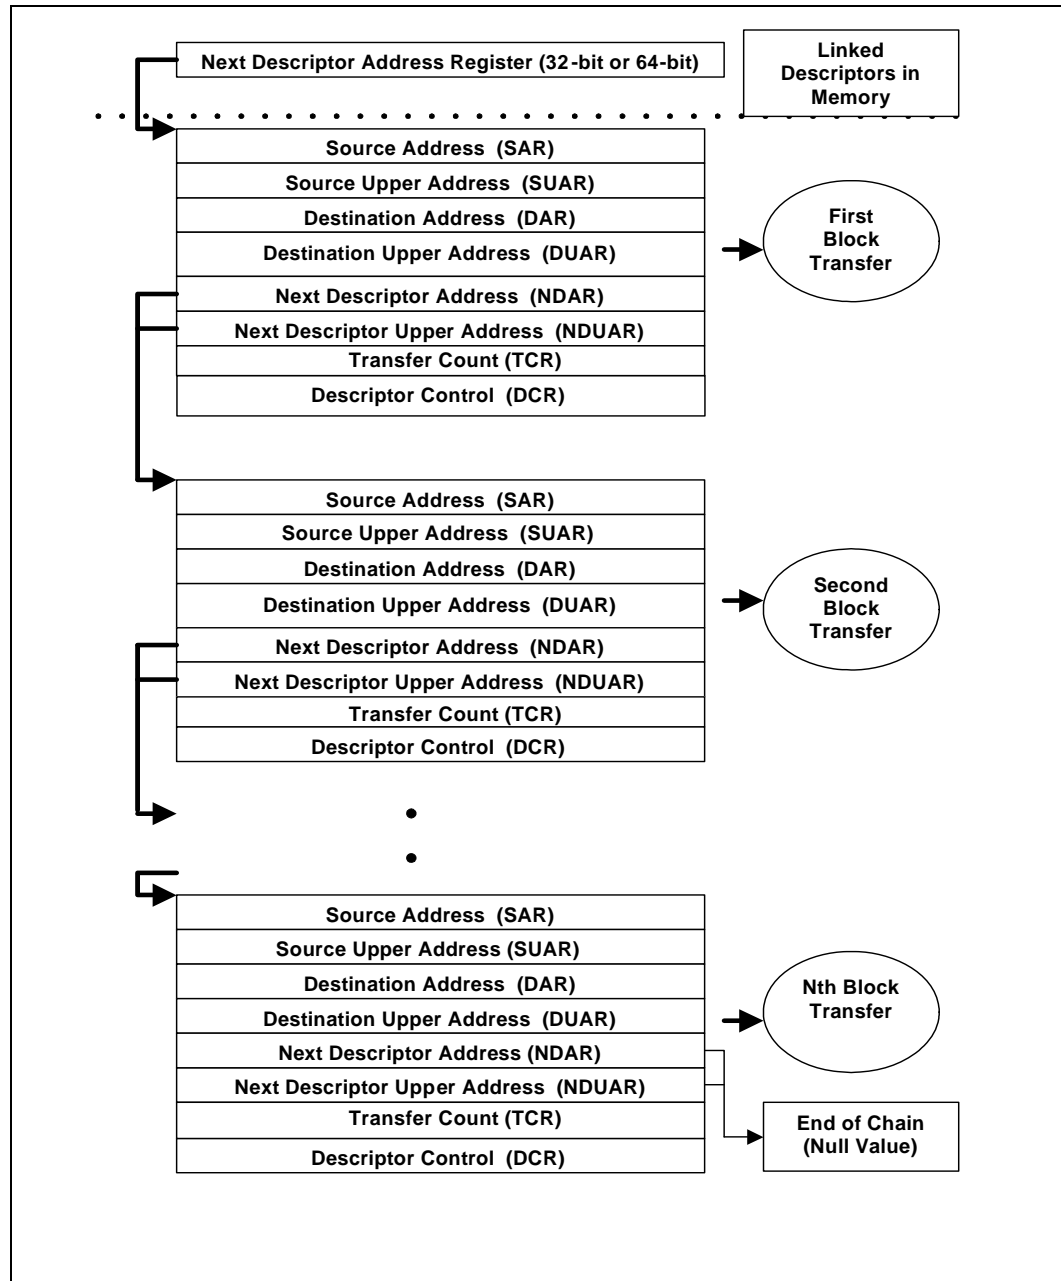 Next Descriptor Address Register (32-bit or 64-bit)
Linked
Descriptors in
Memory
Source Address (SAR)
Source Upper Address (SUAR)
Destination Address (DAR)
Destination Upper Address (DUAR)
Next Descriptor Address (NDAR)
Next Descriptor Upper Address (NDUAR)
Transfer Count (TCR)
Descriptor Control (DCR)
First
Block
Transfer
Source Address (SAR)
Source Upper Address (SUAR)
Destination Address (DAR)
Destination Upper Address (DUAR)
Next Descriptor Address (NDAR)
Next Descriptor Upper Address (NDUAR)
Transfer Count (TCR)
Descriptor Control (DCR)
Second
Block
Transfer
Source Address (SAR)
Source Upper Address (SUAR)
Destination Address (DAR)
Destination Upper Address (DUAR)
Next Descriptor Address (NDAR)
Next Descriptor Upper Address (NDUAR)
Transfer Count (TCR)
Descriptor Control (DCR)
Nth Block
Transfer
End of Chain
(Null Value)